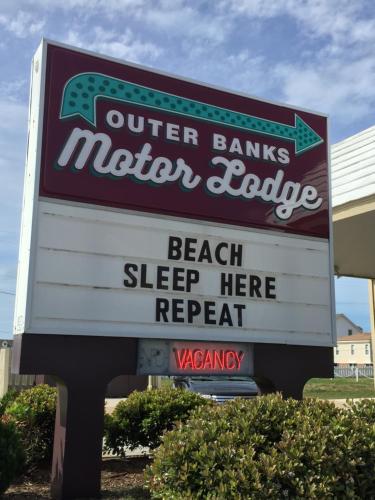 OUTER BANKS
Motor Lodge
BEACH
SLEEP HERE
REPEAT
VACANCY